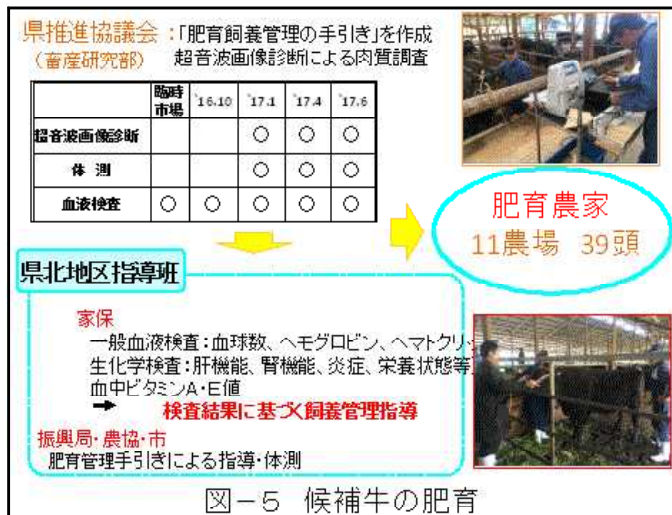 県推進協議会：「肥育飼養管理の手引き」を作成
（畜産研究部） 超音波画像診断による肉質調査
臨時市場 '16.10 '17.1 '17.4 '17.6
超音波画像診断 ○ ○ ○
体 測 ○ ○ ○
血液検査 ○ ○ ○ ○ ○
肥育農家
11農場 39頭
県北地区指導班
家保
一般血液検査：血球数、ヘモグロビン、ヘマトクリッ
生化学検査：肝機能、腎機能、炎症、栄養状態等
血中ビタミンA・E値
➡ 検査結果に基づく飼養管理指導
振興局・農協・市
肥育管理手引きによる指導・体測
図－５ 候補牛の肥育